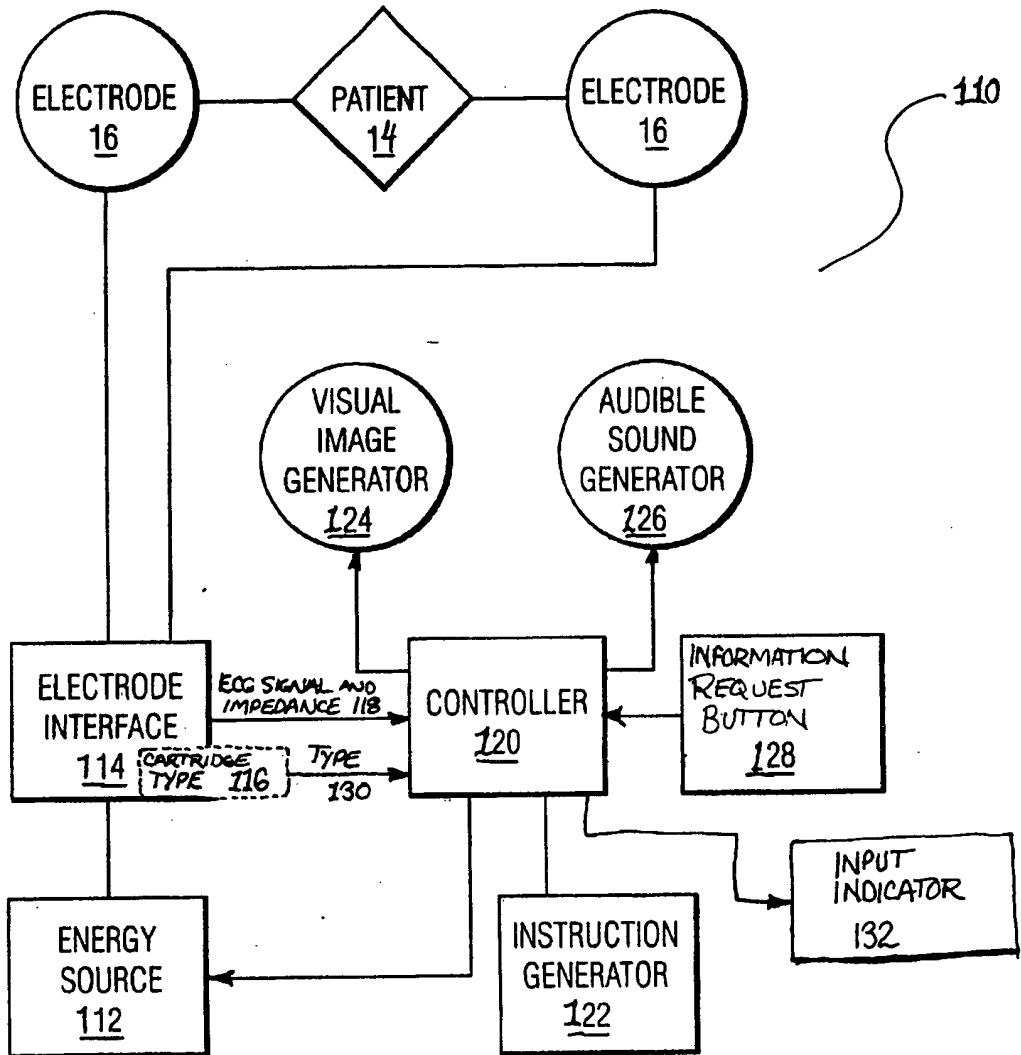 ELECTRODE
16
PATIENT
14
ELECTRODE
16
110
VISUAL
IMAGE
GENERATOR
124
AUDIBLE
SOUND
GENERATOR
126
ELECTRODE
INTERFACE
114
CARTRIDGE
TYPE 116
ECG SIGNAL AND
IMPEDANCE 118
TYPE
130
CONTROLLER
120
INFORMATION
REQUEST
BUTTON
128
INPUT
INDICATOR
132
ENERGY
SOURCE
112
INSTRUCTION
GENERATOR
122